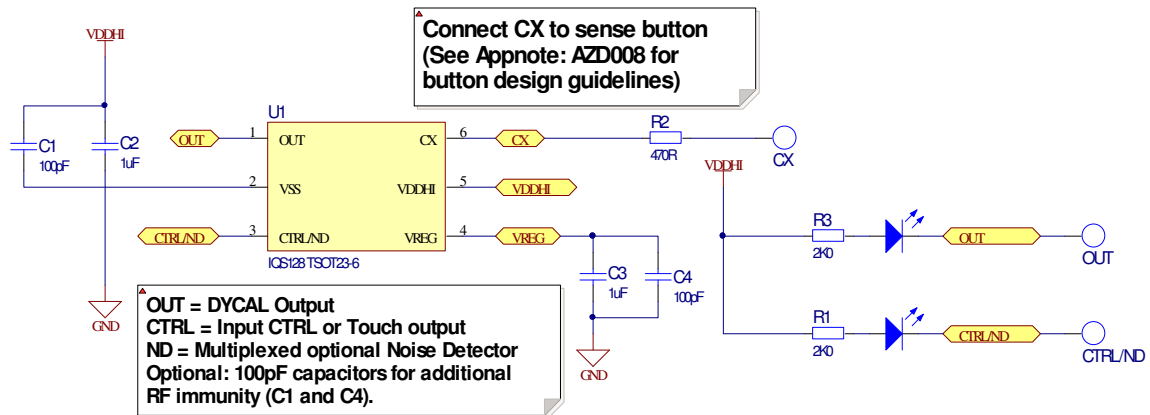 Connect CX to sense button
(See Appnote: AZD008 for
button design guidelines)
VDDHI
U1
C1
100pF
C2
1uF
OUT
1
OUT
CX
6
CX
R2
470R
CX
2
VSS
VDDHI
5
VDDHI
CTRL/ND
3
CTRL/ND
VREG
4
VREG
IQS128 TSOT23-6
C3
1uF
C4
100pF
GND
GND
VDDHI
R3
2K0
OUT
OUT
R1
2K0
CTRL/ND
CTRL/ND
OUT = DYCAL Output
CTRL = Input CTRL or Touch output
ND = Multiplexed optional Noise Detector
Optional: 100pF capacitors for additional
RF immunity (C1 and C4).